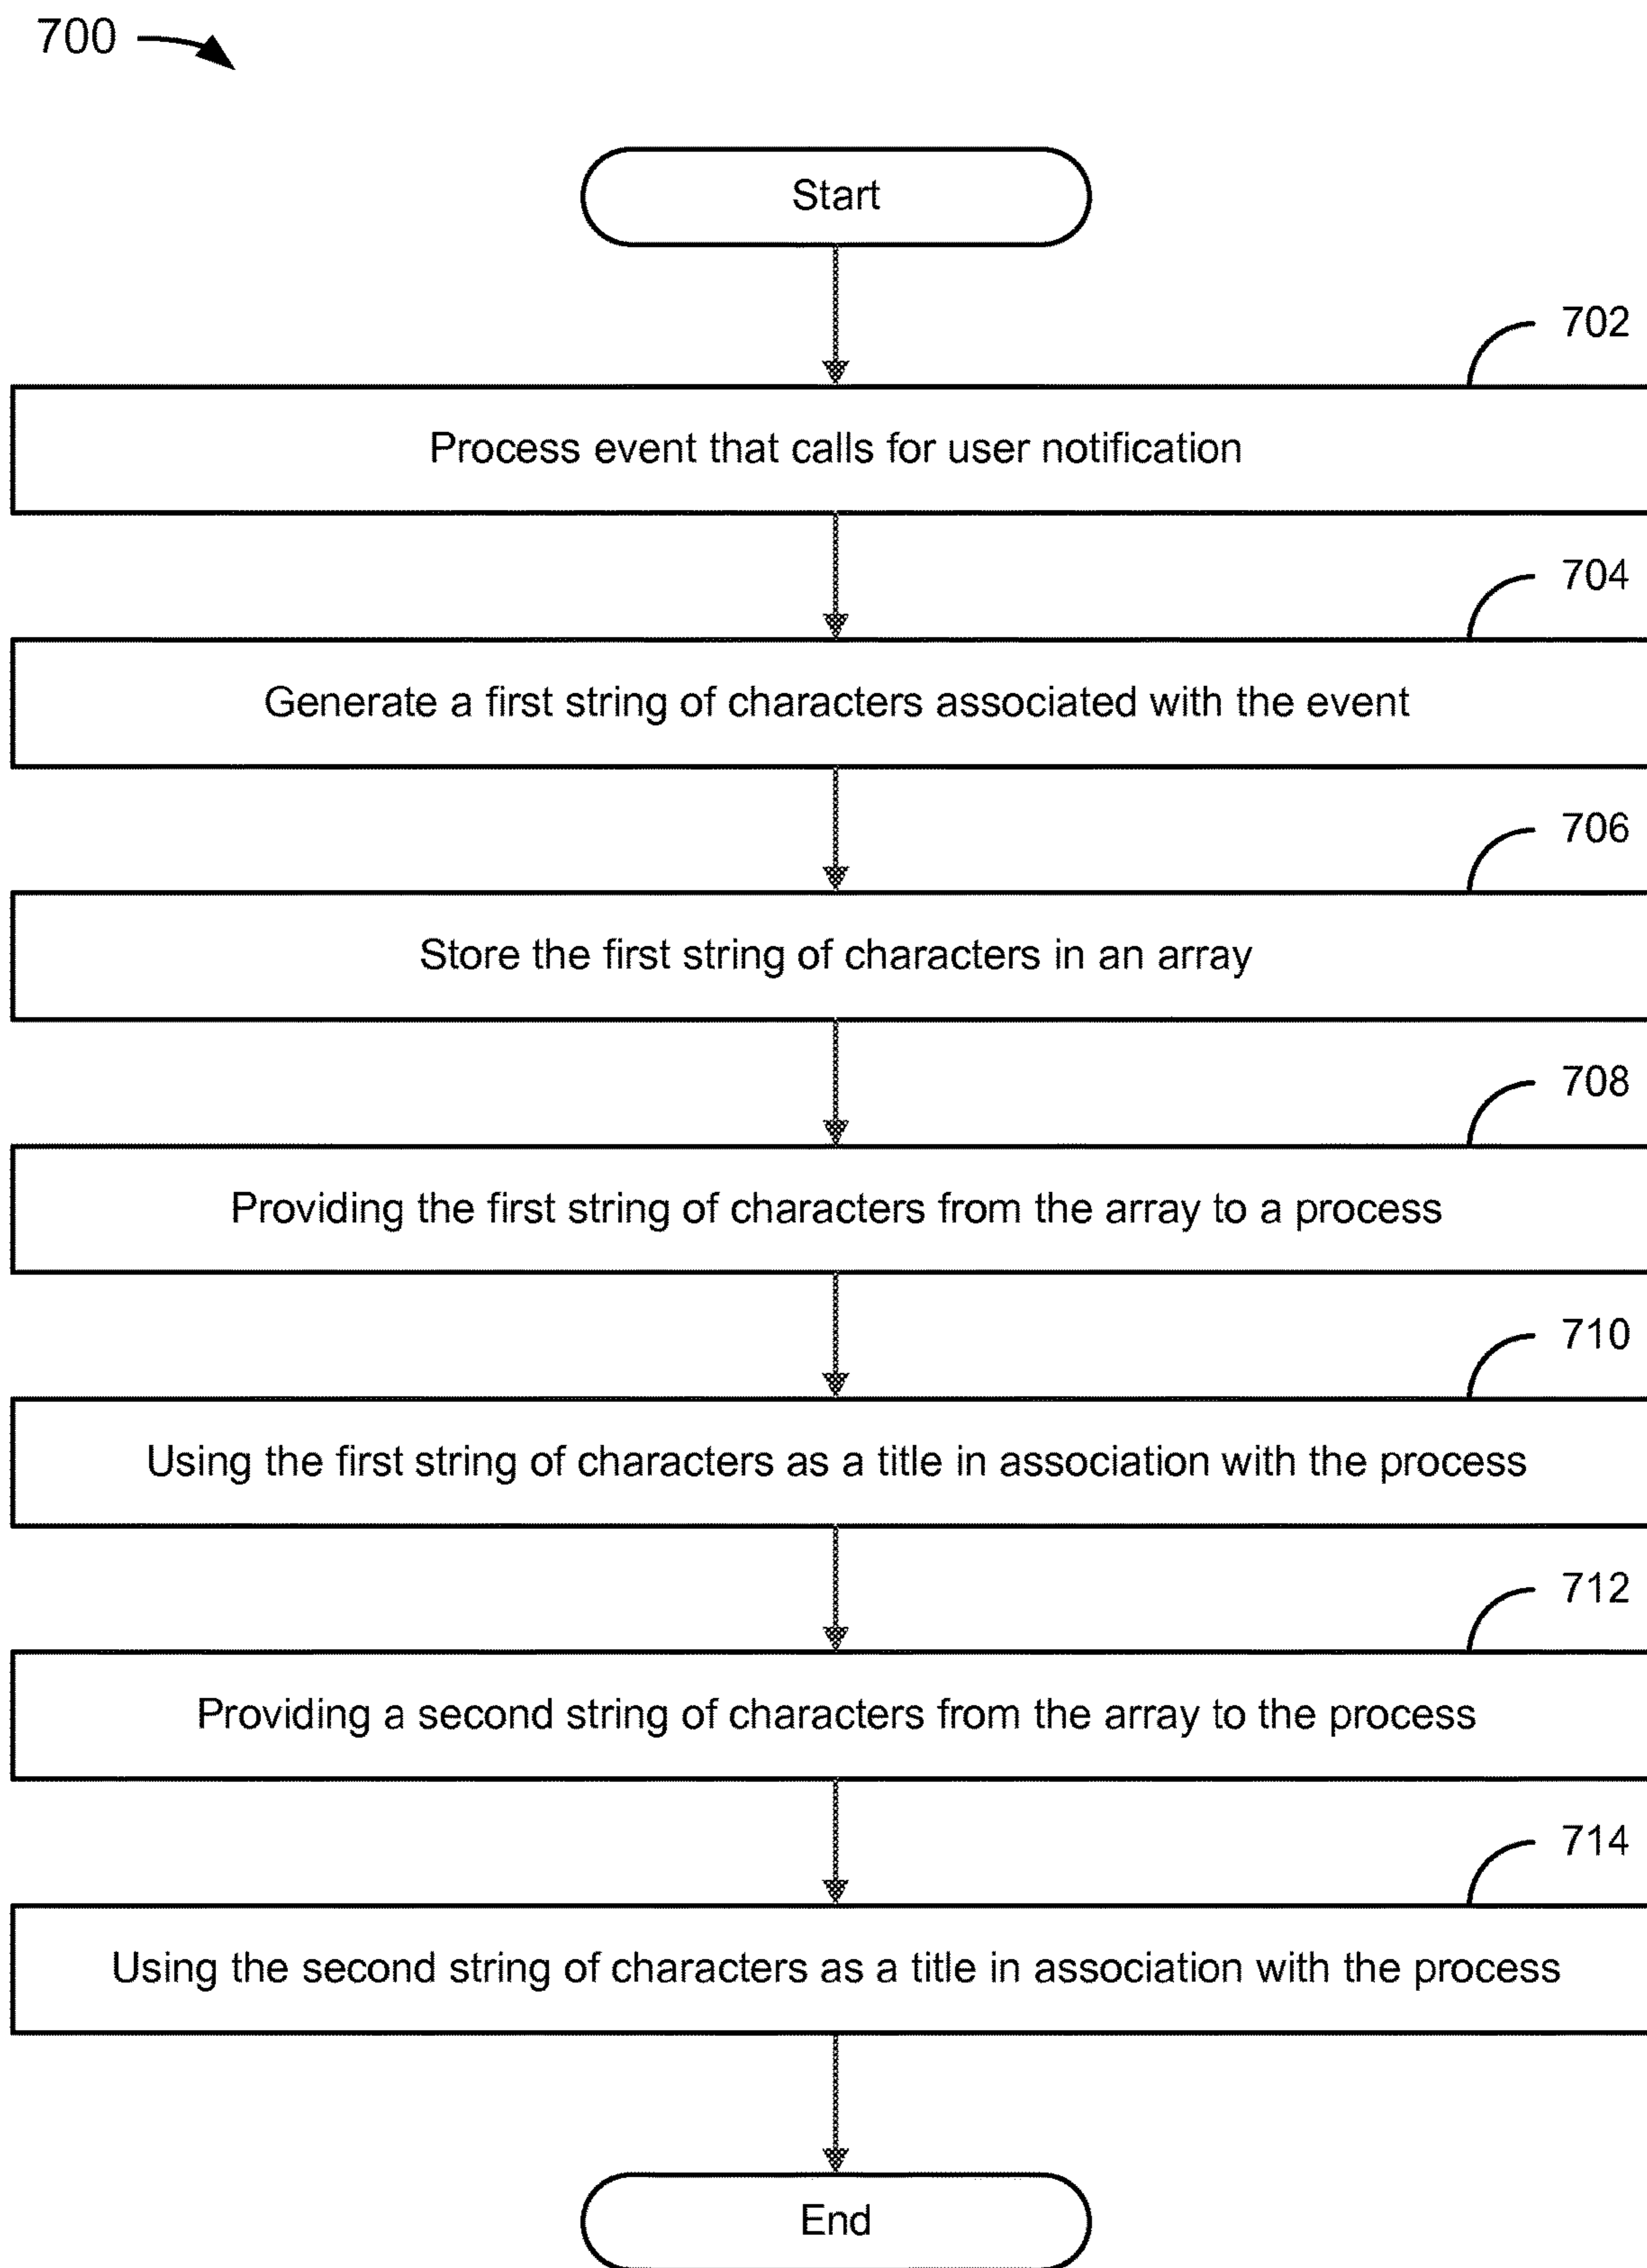 700
Start
702
Process event that calls for user notification
704
Generate a first string of characters associated with the event
706
Store the first string of characters in an array
708
Providing the first string of characters from the array to a process
710
Using the first string of characters as a title in association with the process
712
Providing a second string of characters from the array to the process
714
Using the second string of characters as a title in association with the process
End